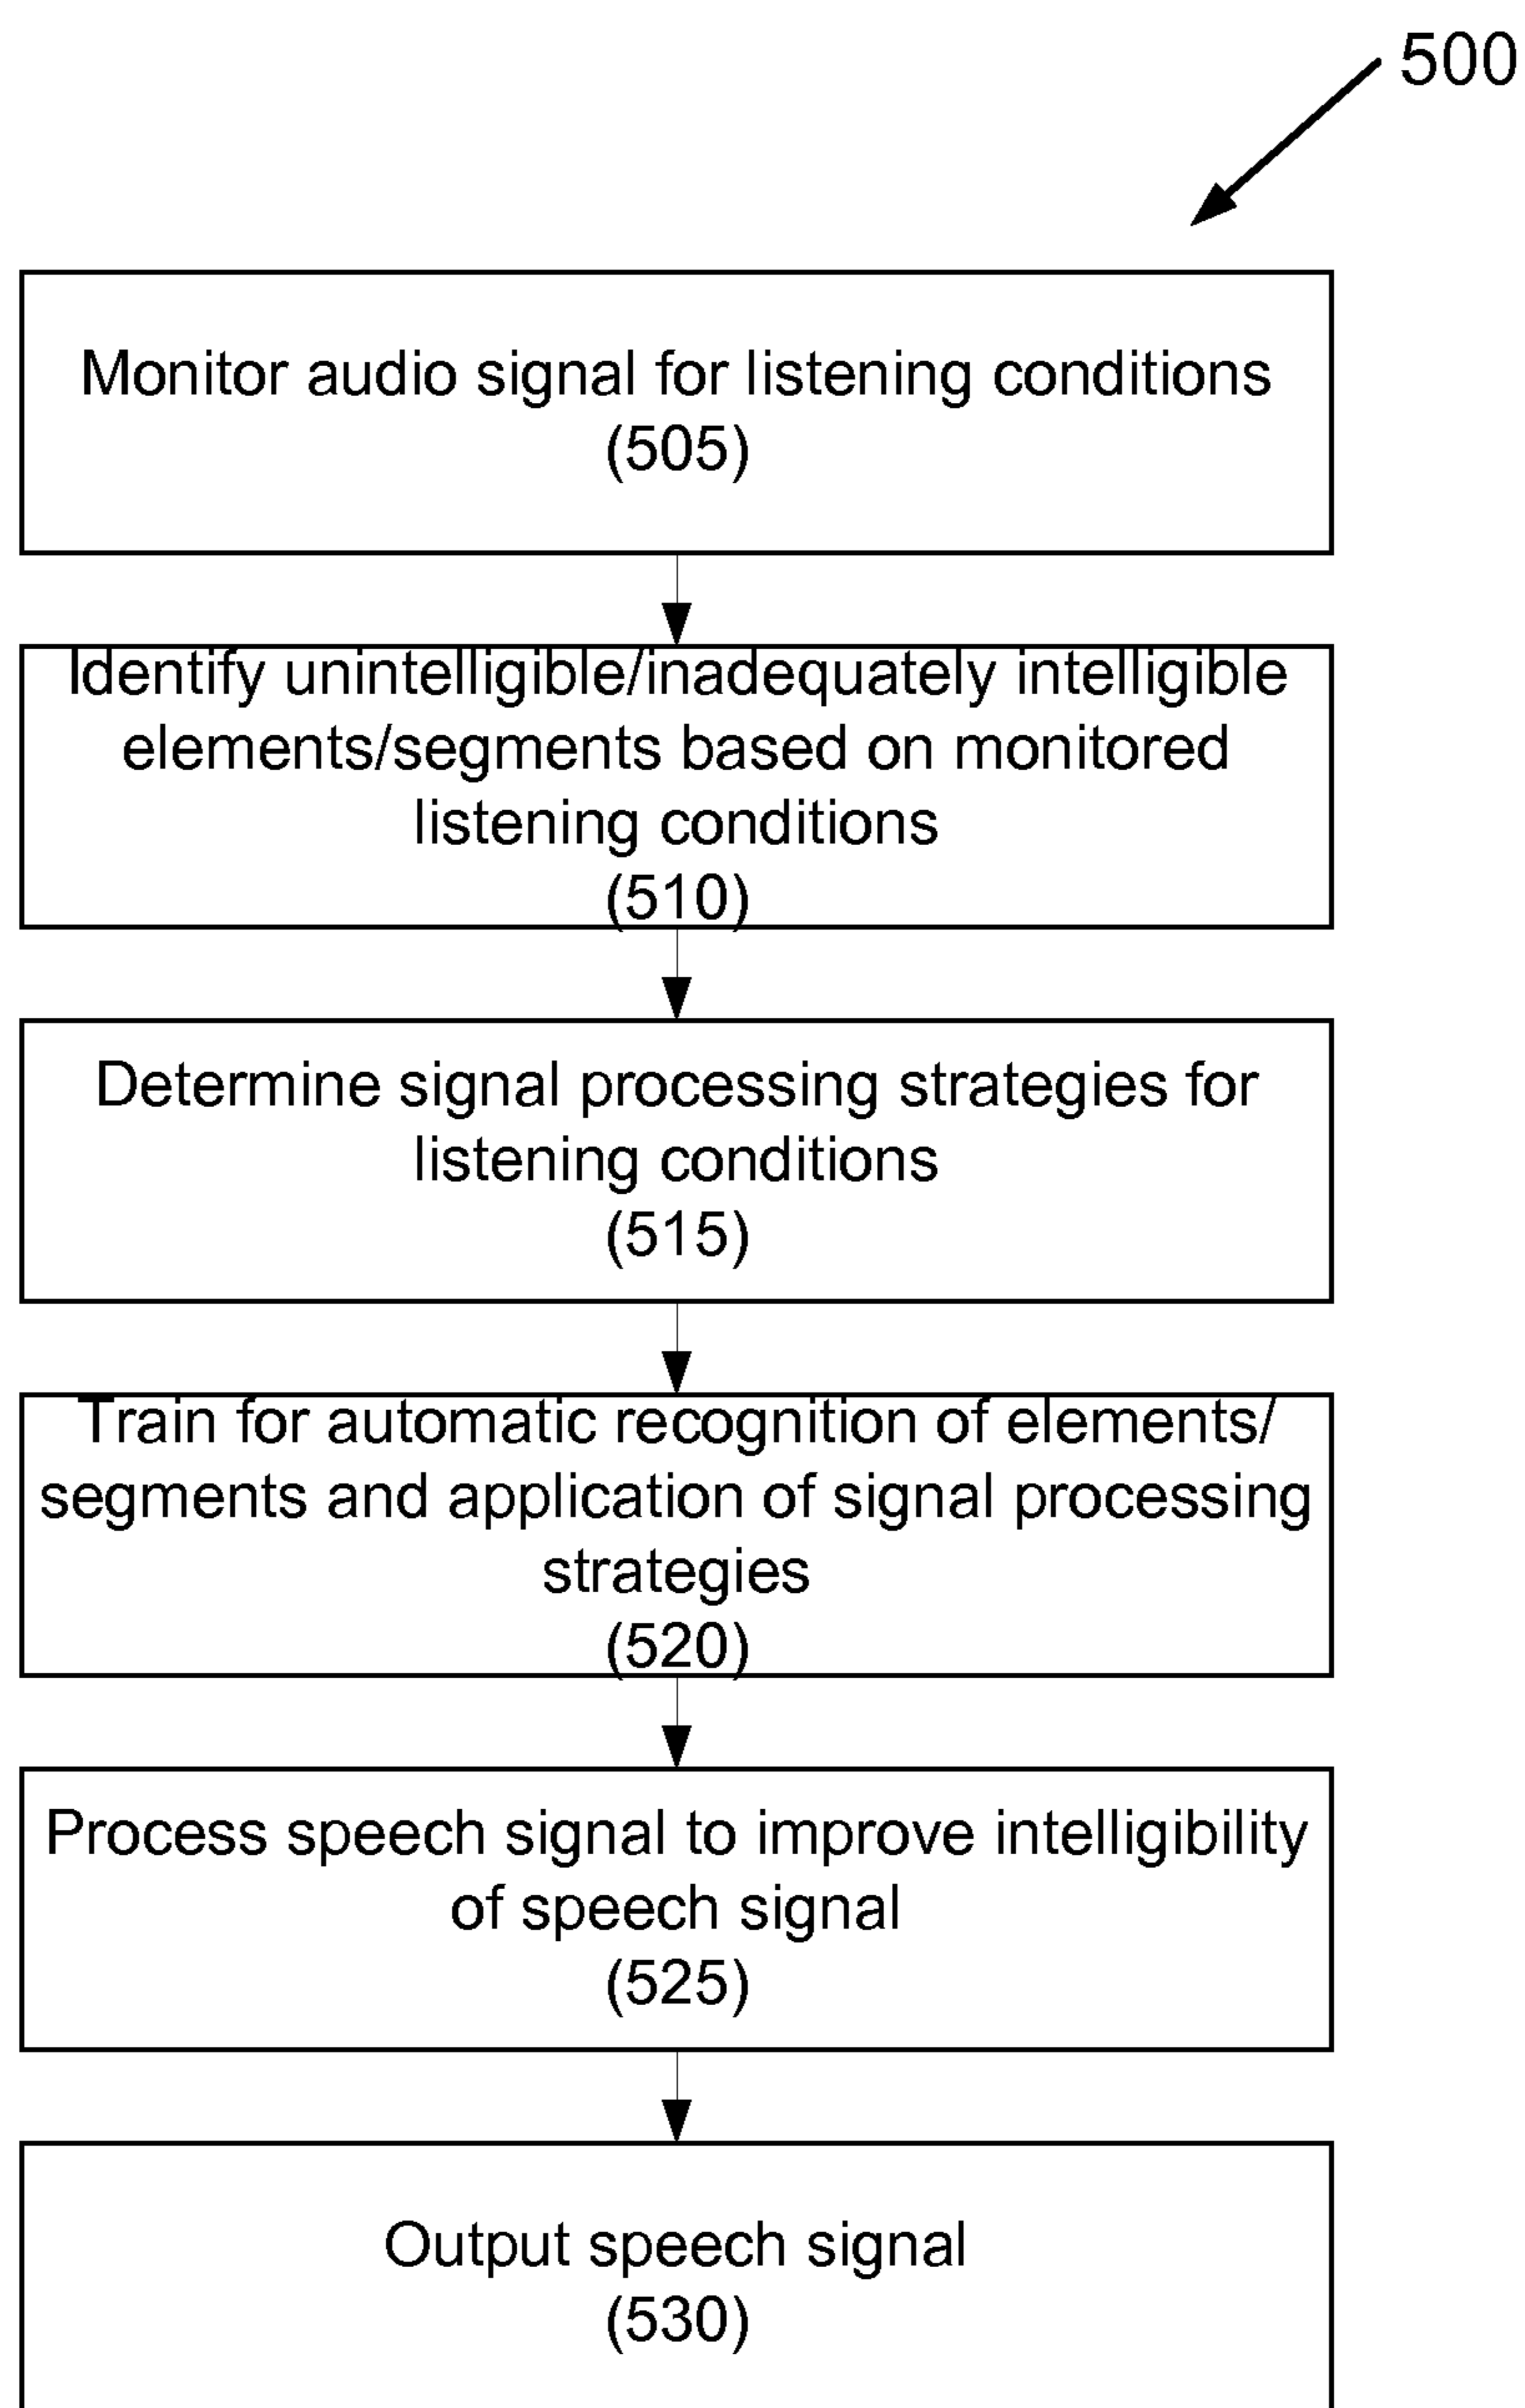 500
Monitor audio signal for listening conditions
(505)
Identify unintelligible/inadequately intelligible
elements/segments based on monitored
listening conditions
(510)
Determine signal processing strategies for
listening conditions
(515)
Train for automatic recognition of elements/
segments and application of signal processing
strategies
(520)
Process speech signal to improve intelligibility
of speech signal
(525)
Output speech signal
(530)